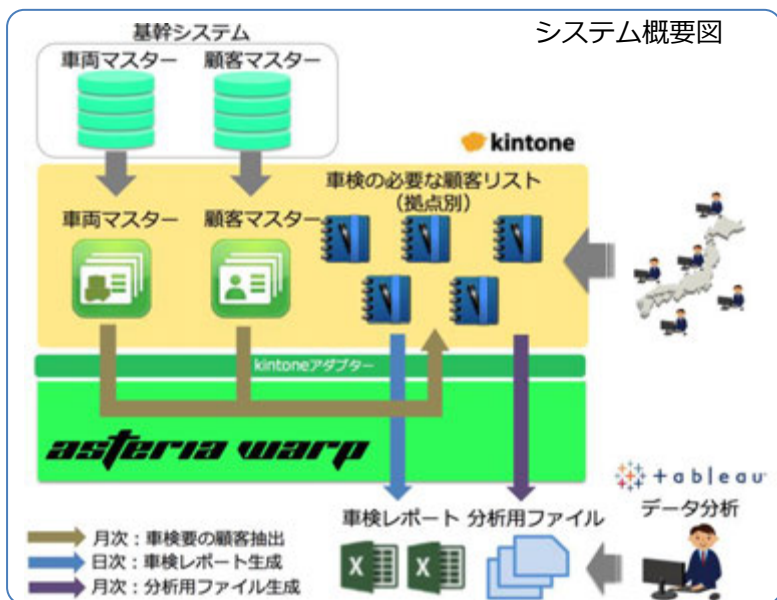 システム概要図
基幹システム
車両マスター 顧客マスター
kintone
車検の必要な顧客リスト
(拠点別)
車両マスター 顧客マスター
kintoneアダプター
asteria warp
+ableau
データ分析
車検レポート 分析用ファイル
月次：車検要の顧客抽出
日次：車検レポート生成
月次：分析用ファイル生成
X X